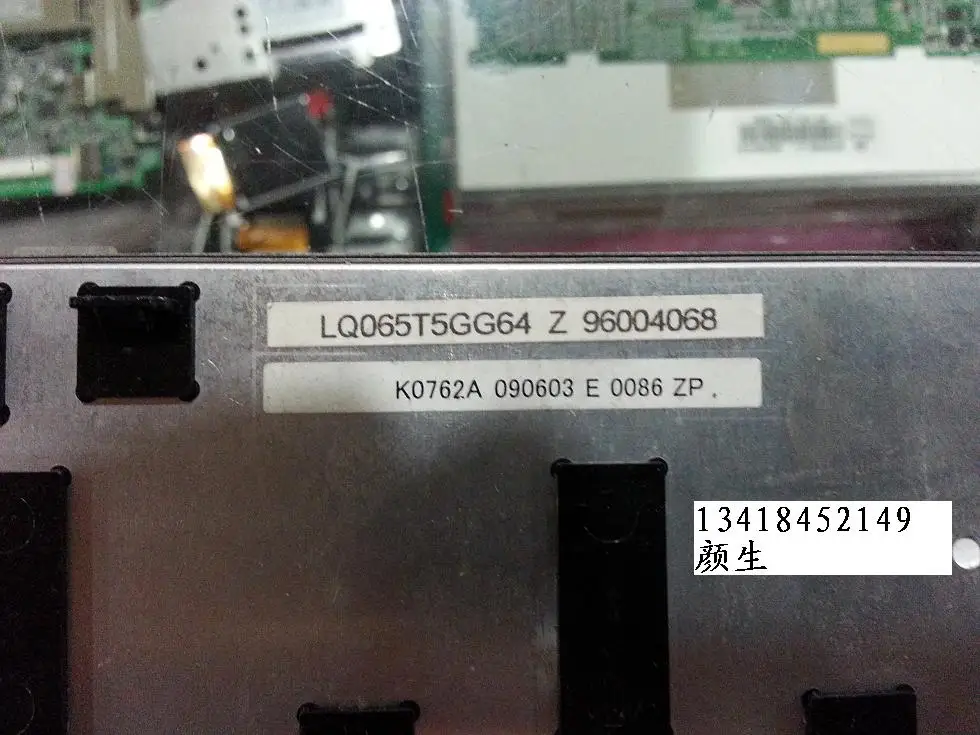 LQ065T5GG64 Z 96004068
K0762A 090603 E 0086 ZP.
13418452149
颜生